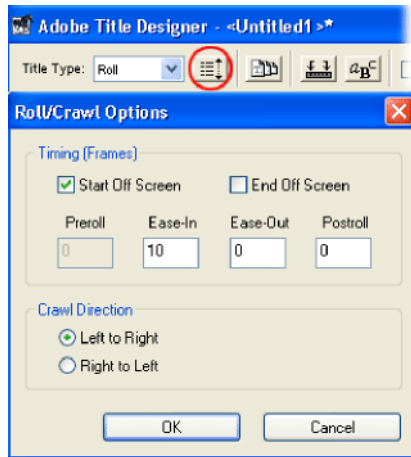 Adobe Title Designer - <Untitled1 >*
Title Type: Roll
Roll/Crawl Options
Timing (Frames)
Start Off Screen End Off Screen
Preroll Ease-In Ease-Out Postroll
0 10 0 0
Crawl Direction
Left to Right
Right to Left
OK Cancel